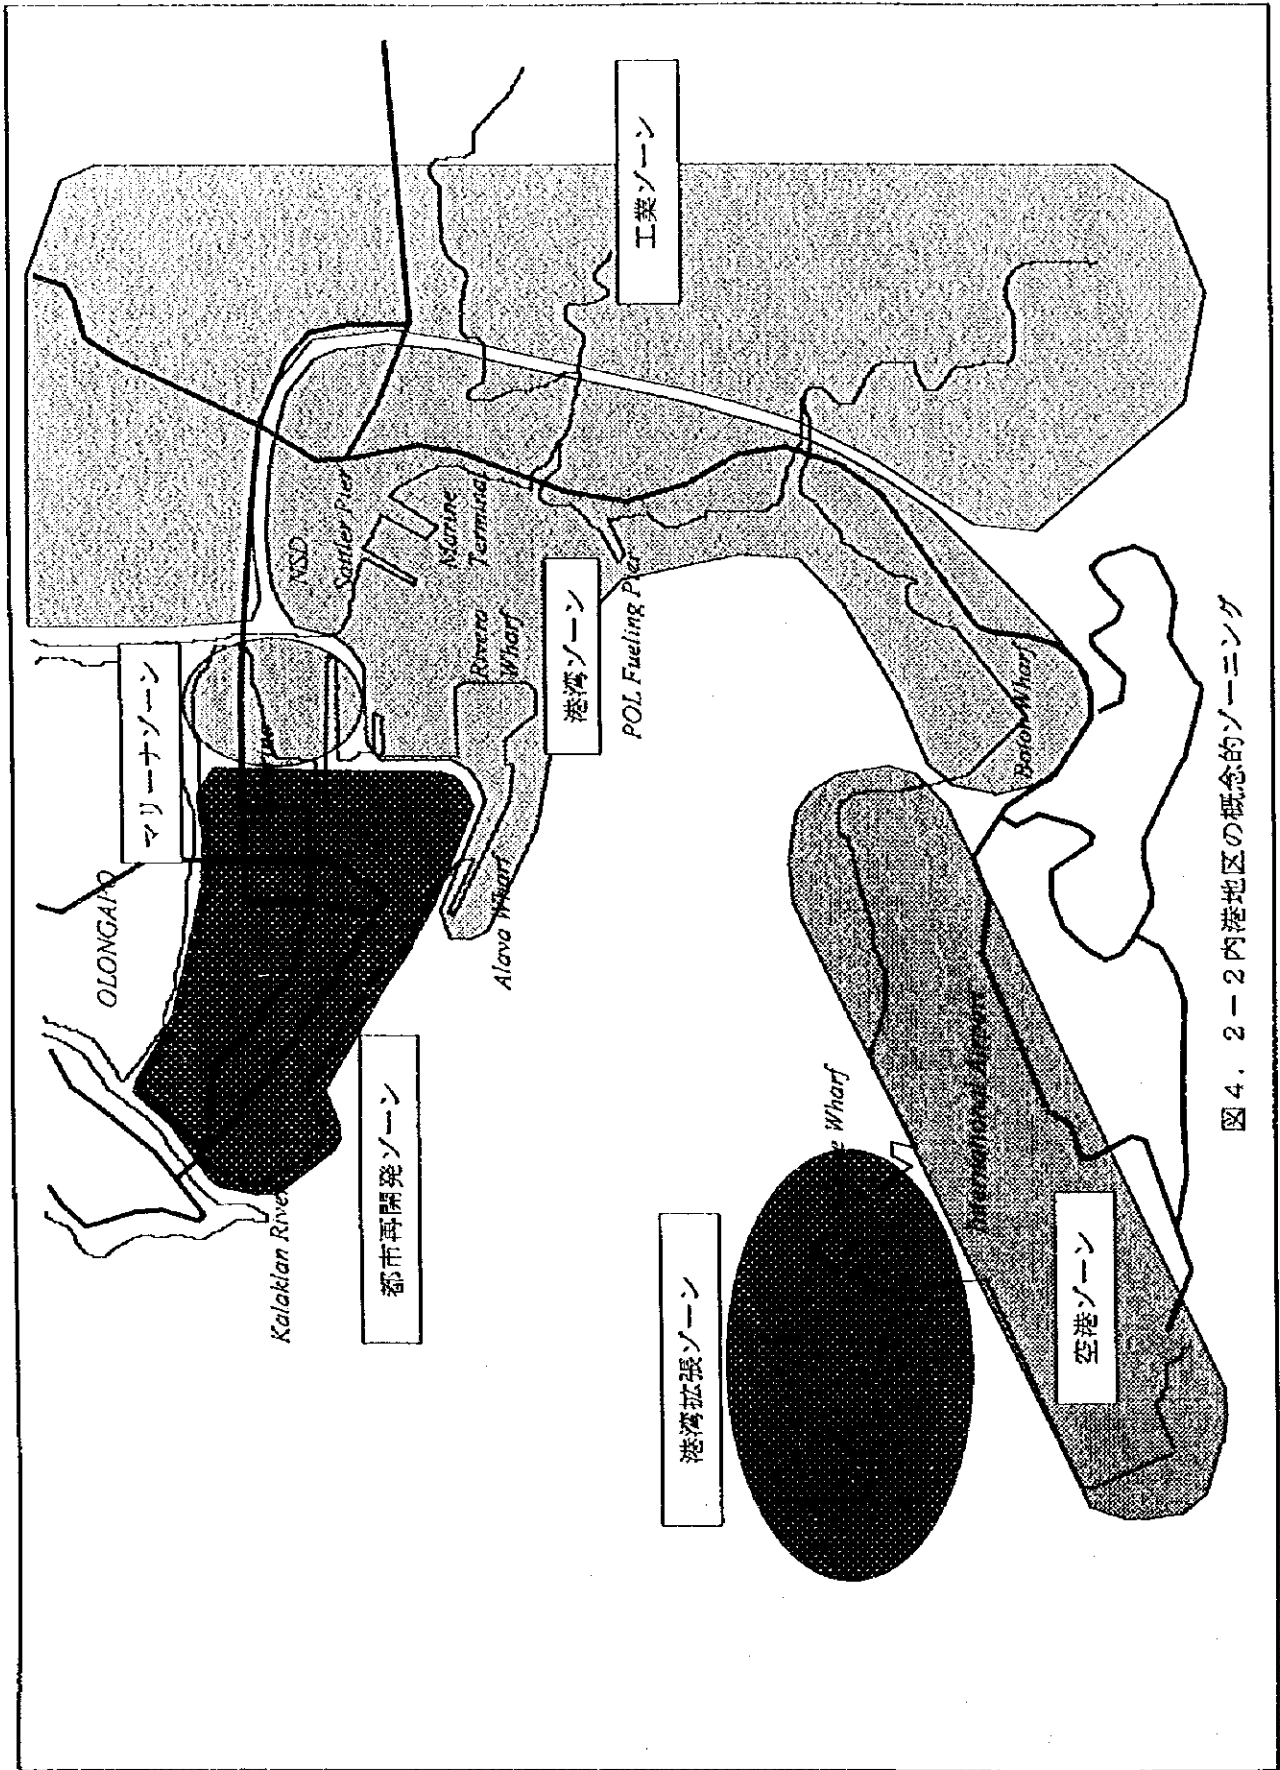 OLONGAPO
マリーナゾーン
Kalaklan River
都市再開発ゾーン
NSD
Sattler Pier
Marine
Terminal
Rivera
Wharf
Alava Wharf
港湾ゾーン
POL Fueling Pier
工業ゾーン
港湾拡張ゾーン
e Wharf
International Airport
Boton Wharf
空港ゾーン
図4.2-2内港地区の概念的ゾーニング